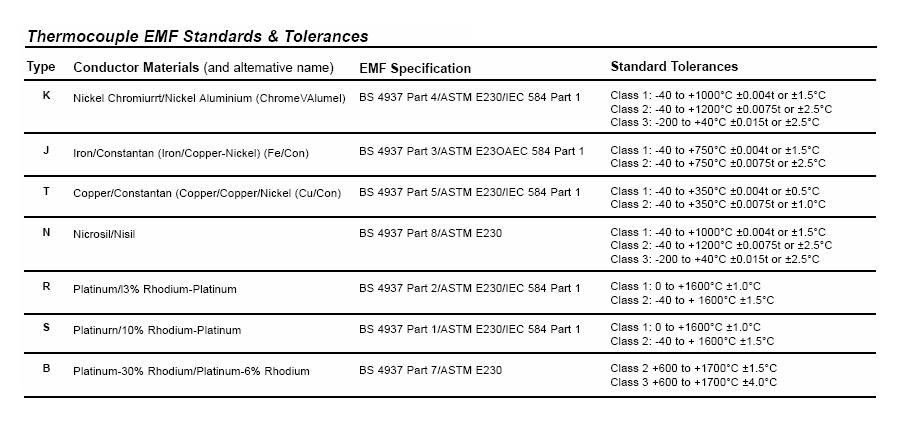 Thermocouple EMF Standards & Tolerances
Type Conductor Materials (and alternative name) EMF Specification Standard Tolerances
K Nickel Chromiurrt/Nickel Aluminium (Chrome\/Alumel) BS 4937 Part 4/ASTM E230/IEC 584 Part 1 Class 1: -40 to +1000°C ±0.004t or ±1.5°C
Class 2: -40 to +1200°C ±0.0075t or ±2.5°C
Class 3: -200 to +40°C ±0.015t or ±2.5°C
J Iron/Constantan (Iron/Copper-Nickel) (Fe/Con) BS 4937 Part 3/ASTM E23OAEC 584 Part 1 Class 1: -40 to +750°C ±0.004t or ±1.5°C
Class 2: -40 to +750°C ±0.0075t or ±2.5°C
T Copper/Constantan (Copper/Copper/Nickel (Cu/Con) BS 4937 Part 5/ASTM E230/IEC 584 Part 1 Class 1: -40 to +350°C ±0.004t or ±0.5°C
Class 2: -40 to +350°C ±0.0075t or ±1.0°C
N Nicrosil/Nisil BS 4937 Part 8/ASTM E230 Class 1: -40 to +1000°C ±0.004t or ±1.5°C
Class 2: -40 to +1200°C ±0.0075t or ±2.5°C
Class 3: -200 to +40°C ±0.015t or ±2.5°C
R Platinum/l3% Rhodium-Platinum BS 4937 Part 2/ASTM E230/IEC 584 Part 1 Class 1: 0 to +1600°C ±1.0°C
Class 2: -40 to + 1600°C ±1.5°C
S Platinurn/10% Rhodium-Platinum BS 4937 Part 1/ASTM E230/IEC 584 Part 1 Class 1: 0 to +1600°C ±1.0°C
Class 2: -40 to + 1600°C ±1.5°C
B Platinum-30% Rhodium/Platinum-6% Rhodium BS 4937 Part 7/ASTM E230 Class 2 +600 to +1700°C ±1.5°C
Class 3 +600 to +1700°C ±4.0°C